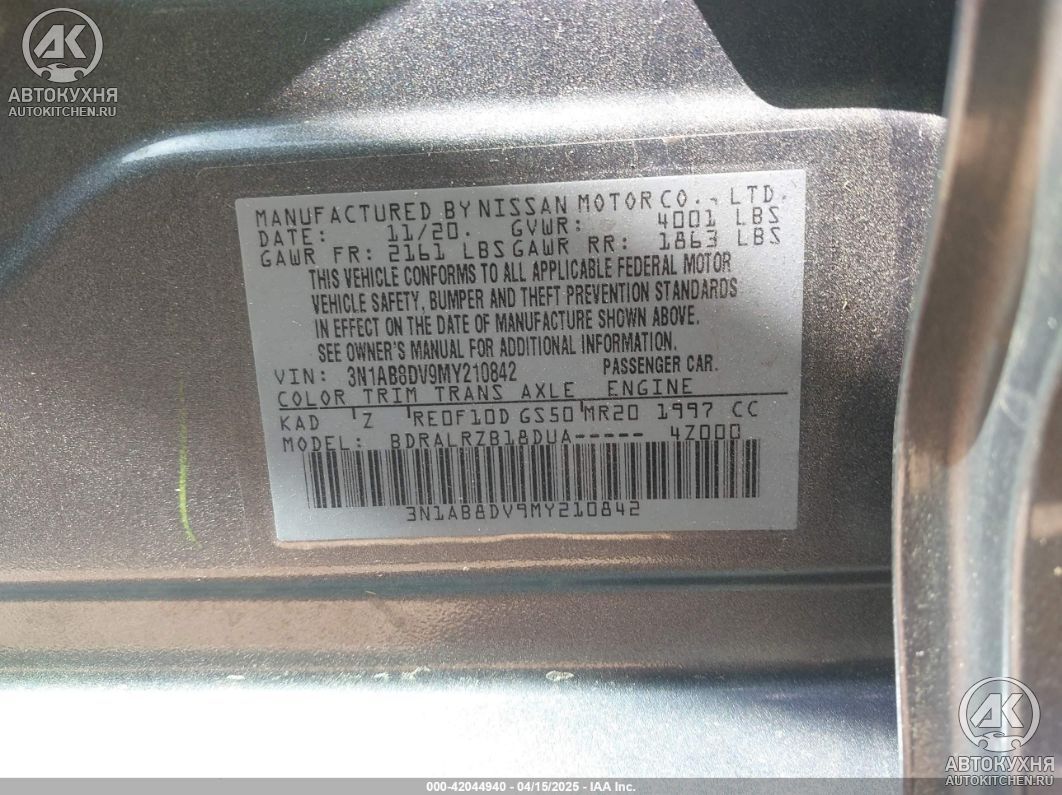 AK
АВТОКУХНЯ
AUTOKITCHEN.RU
MANUFACTURED BY NISSAN MOTOR CO., LTD.
DATE: 11/20. GVWR: 4001 LBS
GAWR FR: 2161 LBS GAWR RR: 1863 LBS
THIS VEHICLE CONFORMS TO ALL APPLICABLE FEDERAL MOTOR
VEHICLE SAFETY, BUMPER AND THEFT PREVENTION STANDARDS
IN EFFECT ON THE DATE OF MANUFACTURE SHOWN ABOVE.
SEE OWNER'S MANUAL FOR ADDITIONAL INFORMATION.
VIN: 3N1AB8DV9MY210842 PASSENGER CAR.
COLOR TRIM TRANS AXLE ENGINE
KAD Z RE0F10D GS50 MR20 1997 CC
MODEL: BDRALRZB18DUA----- 4Z000
3N1AB8DV9MY210842
AK
АВТОКУХНЯ
AUTOKITCHEN.RU
000-42044940 - 04/15/2025 - IAA Inc.